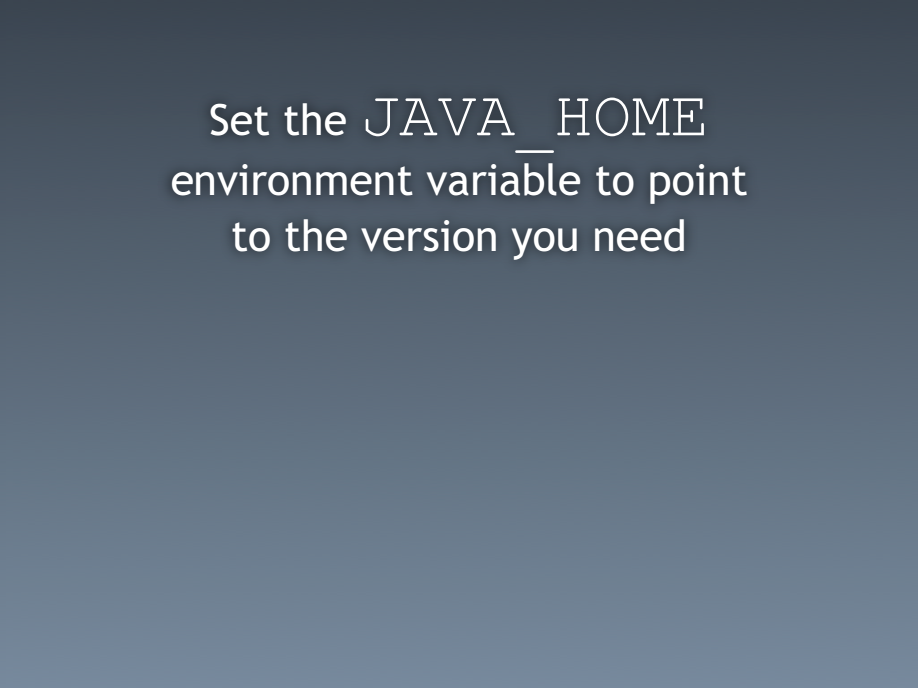 Set the JAVA_HOME
environment variable to point
to the version you need